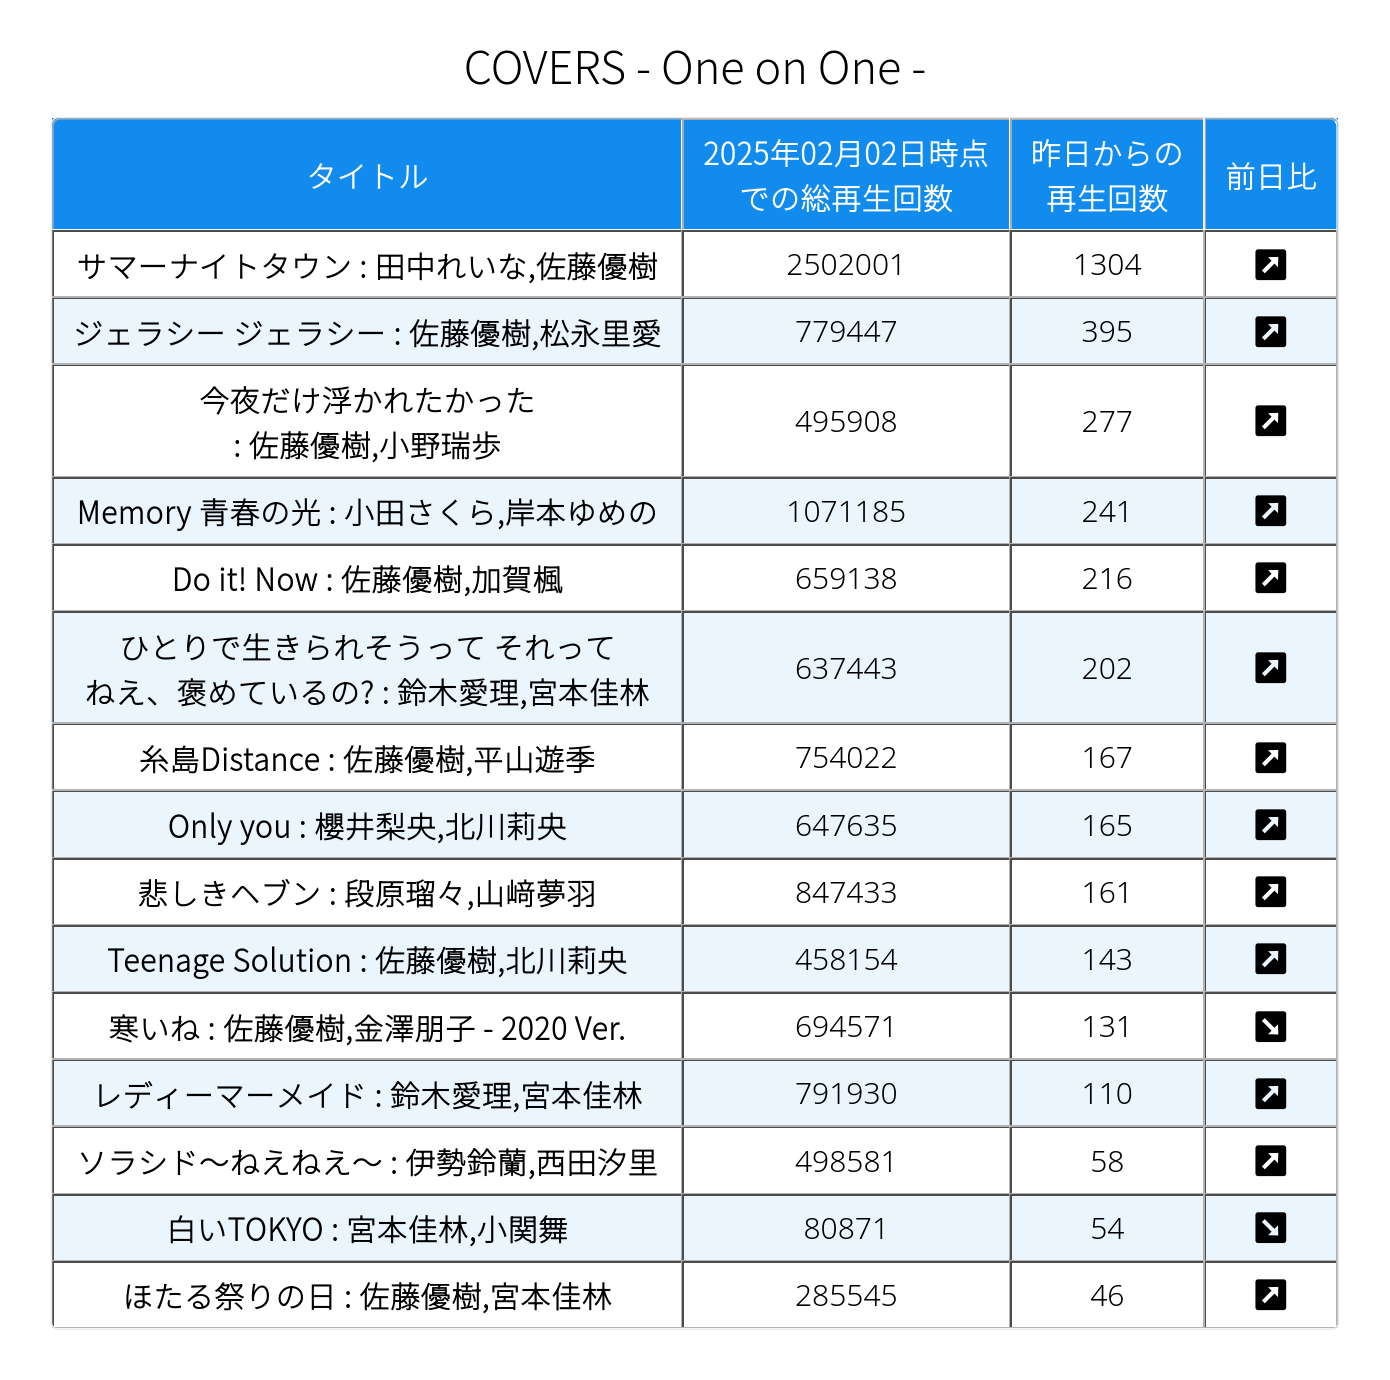 COVERS - One on One -
タイトル
2025年02月02日時点
での総再生回数
昨日からの
再生回数
前日比
サマーナイトタウン : 田中れいな,佐藤優樹
2502001
1304
ジェラシー ジェラシー : 佐藤優樹,松永里愛
779447
395
今夜だけ浮かれたかった
: 佐藤優樹,小野瑞歩
495908
277
Memory 青春の光 : 小田さくら,岸本ゆめの
1071185
241
Do it! Now : 佐藤優樹,加賀楓
659138
216
ひとりで生きられそうって それって
ねえ、褒めているの? : 鈴木愛理,宮本佳林
637443
202
糸島Distance : 佐藤優樹,平山遊季
754022
167
Only you : 櫻井梨央,北川莉央
647635
165
悲しきヘブン : 段原瑠々,山﨑夢羽
847433
161
Teenage Solution : 佐藤優樹,北川莉央
458154
143
寒いね : 佐藤優樹,金澤朋子 - 2020 Ver.
694571
131
レディーマーメイド : 鈴木愛理,宮本佳林
791930
110
ソラシド〜ねえねえ〜 : 伊勢鈴蘭,西田汐里
498581
58
白いTOKYO : 宮本佳林,小関舞
80871
54
ほたる祭りの日 : 佐藤優樹,宮本佳林
285545
46